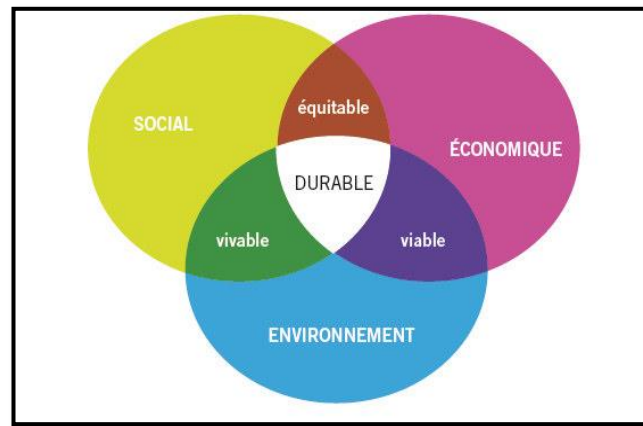 équitable
SOCIAL
ÉCONOMIQUE
DURABLE
vivable
viable
ENVIRONNEMENT